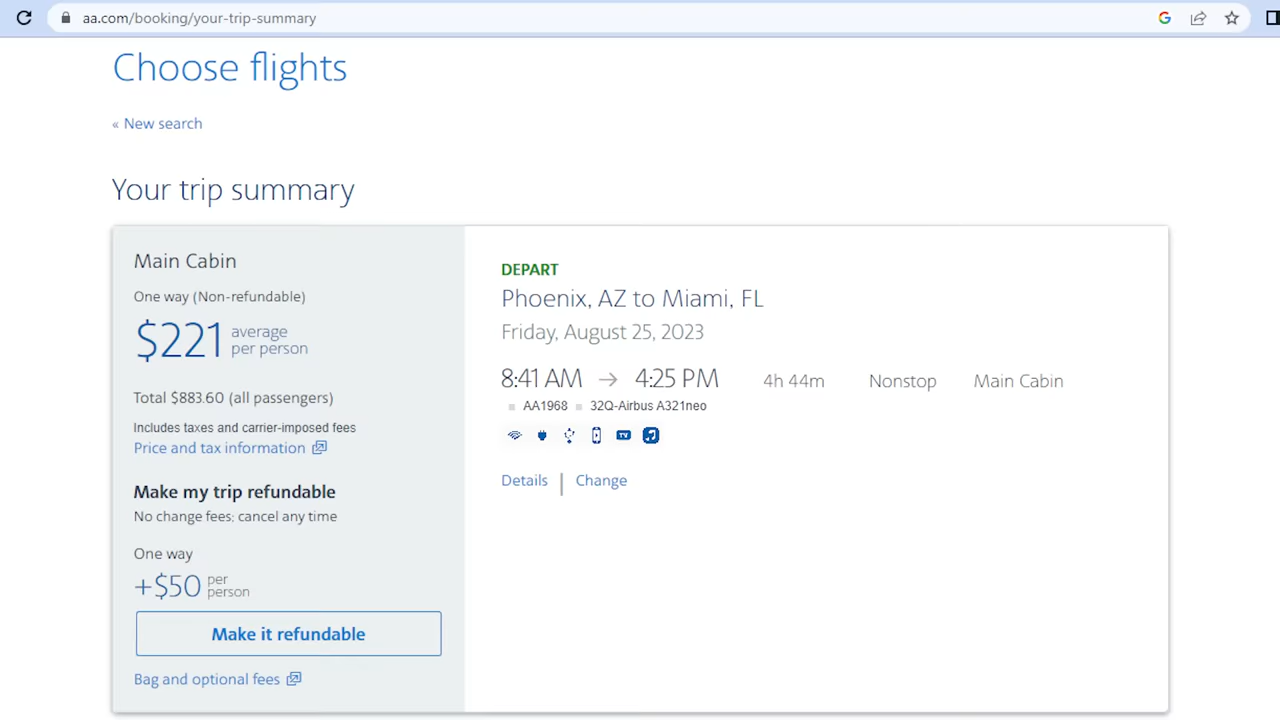 aa.com/booking/your-trip-summary
Choose flights
« New search
Your trip summary
Main Cabin
One way (Non-refundable)
$221 average per person
Total $883.60 (all passengers)
Includes taxes and carrier-imposed fees
Price and tax information
Make my trip refundable
No change fees; cancel any time
One way
+$50 per person
Make it refundable
Bag and optional fees
DEPART
Phoenix, AZ to Miami, FL
Friday, August 25, 2023
8:41 AM → 4:25 PM 4h 44m Nonstop Main Cabin
AA1968 32Q-Airbus A321neo
TV
Details | Change